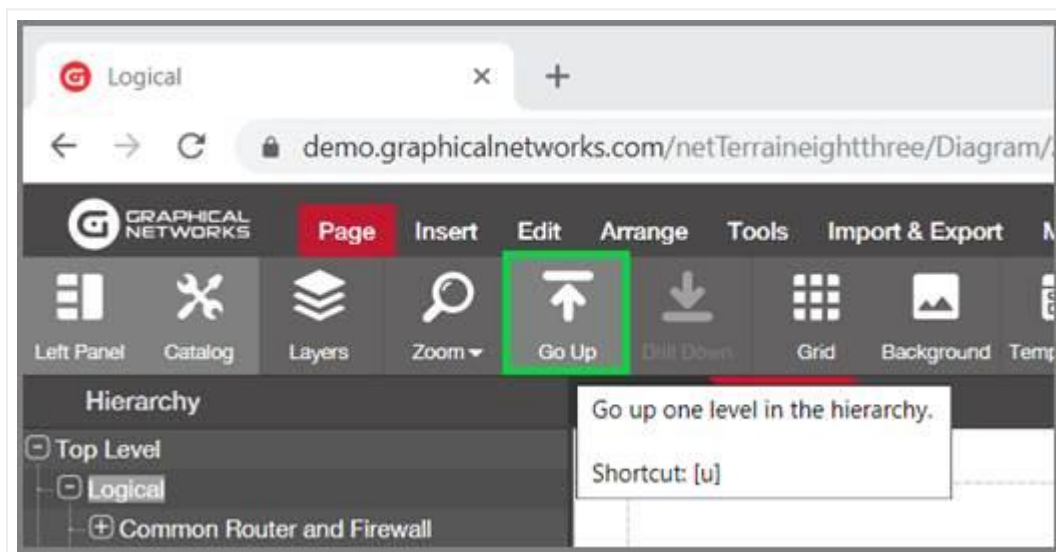 Logical
demo.graphicalnetworks.com/netTerraineightthree/Diagram/
GRAPHICAL
NETWORKS
Page Insert Edit Arrange Tools Import & Export
Left Panel Catalog Layers Zoom Go Up Drill Down Grid Background Temp
Hierarchy
Go up one level in the hierarchy.
Top Level
Shortcut: [u]
Logical
Common Router and Firewall